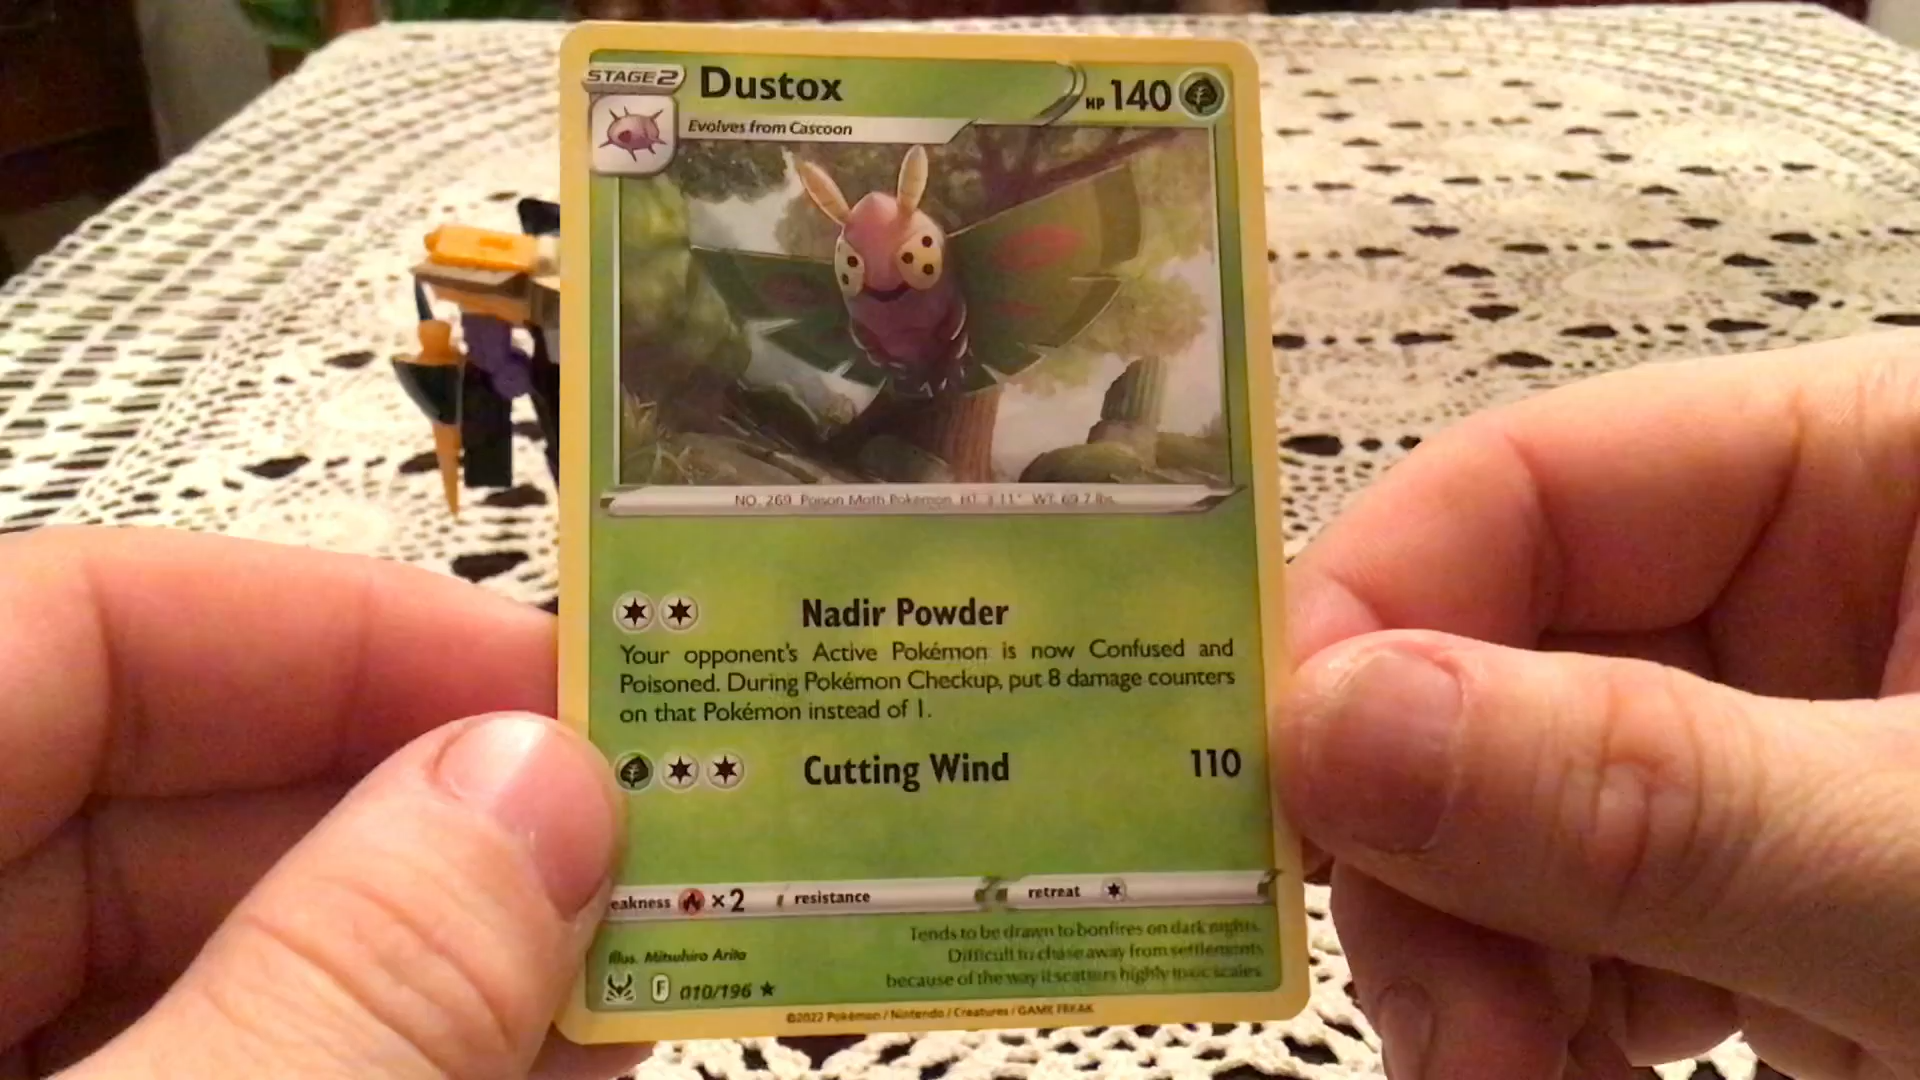 STAGE 2
Dustox
HP 140
Evolves from Cascoon
NO. 269 Poison Moth Pokémon HT: 3'11" WT: 69.7 lbs.
Nadir Powder
Your opponent's Active Pokémon is now Confused and
Poisoned. During Pokémon Checkup, put 8 damage counters
on that Pokémon instead of 1.
Cutting Wind 110
eakness ×2 resistance retreat
Tends to be drawn to bonfires on dark nights.
Difficult to chase away from settlements
because of the way it scatters highly toxic scales.
Illus. Mitsuhiro Arita
F 010/196 ★
©2022 Pokémon / Nintendo / Creatures / GAME FREAK